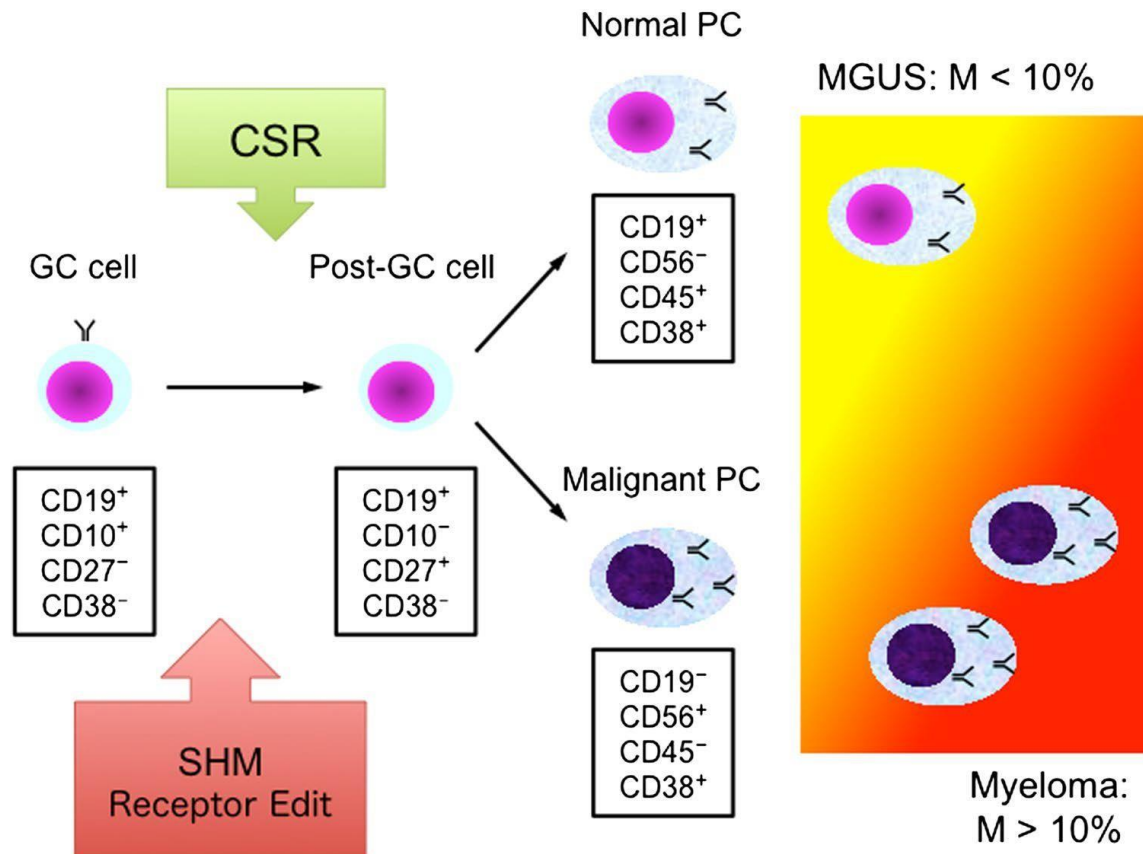 Normal PC
MGUS: M < 10%
CSR
CD19⁺
CD56⁻
CD45⁺
CD38⁺
GC cell
Post-GC cell
CD19⁺
CD10⁺
CD27⁻
CD38⁻
CD19⁺
CD10⁻
CD27⁺
CD38⁻
Malignant PC
CD19⁻
CD56⁺
CD45⁻
CD38⁺
SHM
Receptor Edit
Myeloma:
M > 10%